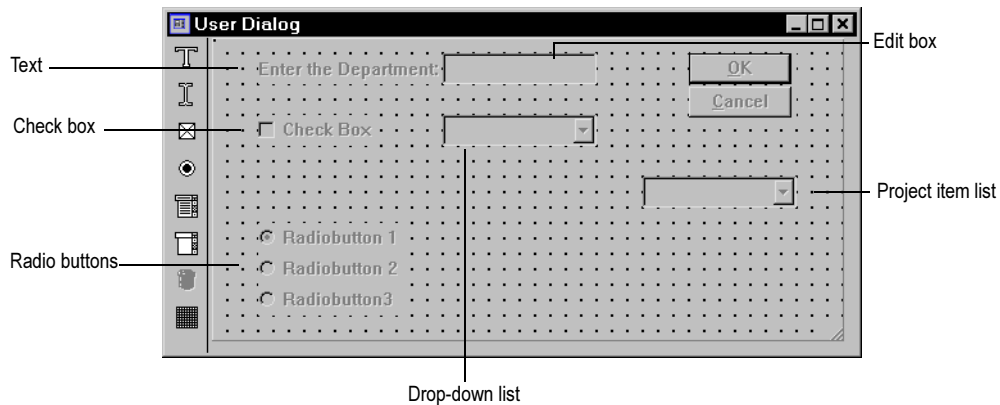 User Dialog
Edit box
Text
Enter the Department:
OK
Cancel
Check box
Check Box
Project item list
Radiobutton 1
Radio buttons
Radiobutton 2
Radiobutton3
Drop-down list